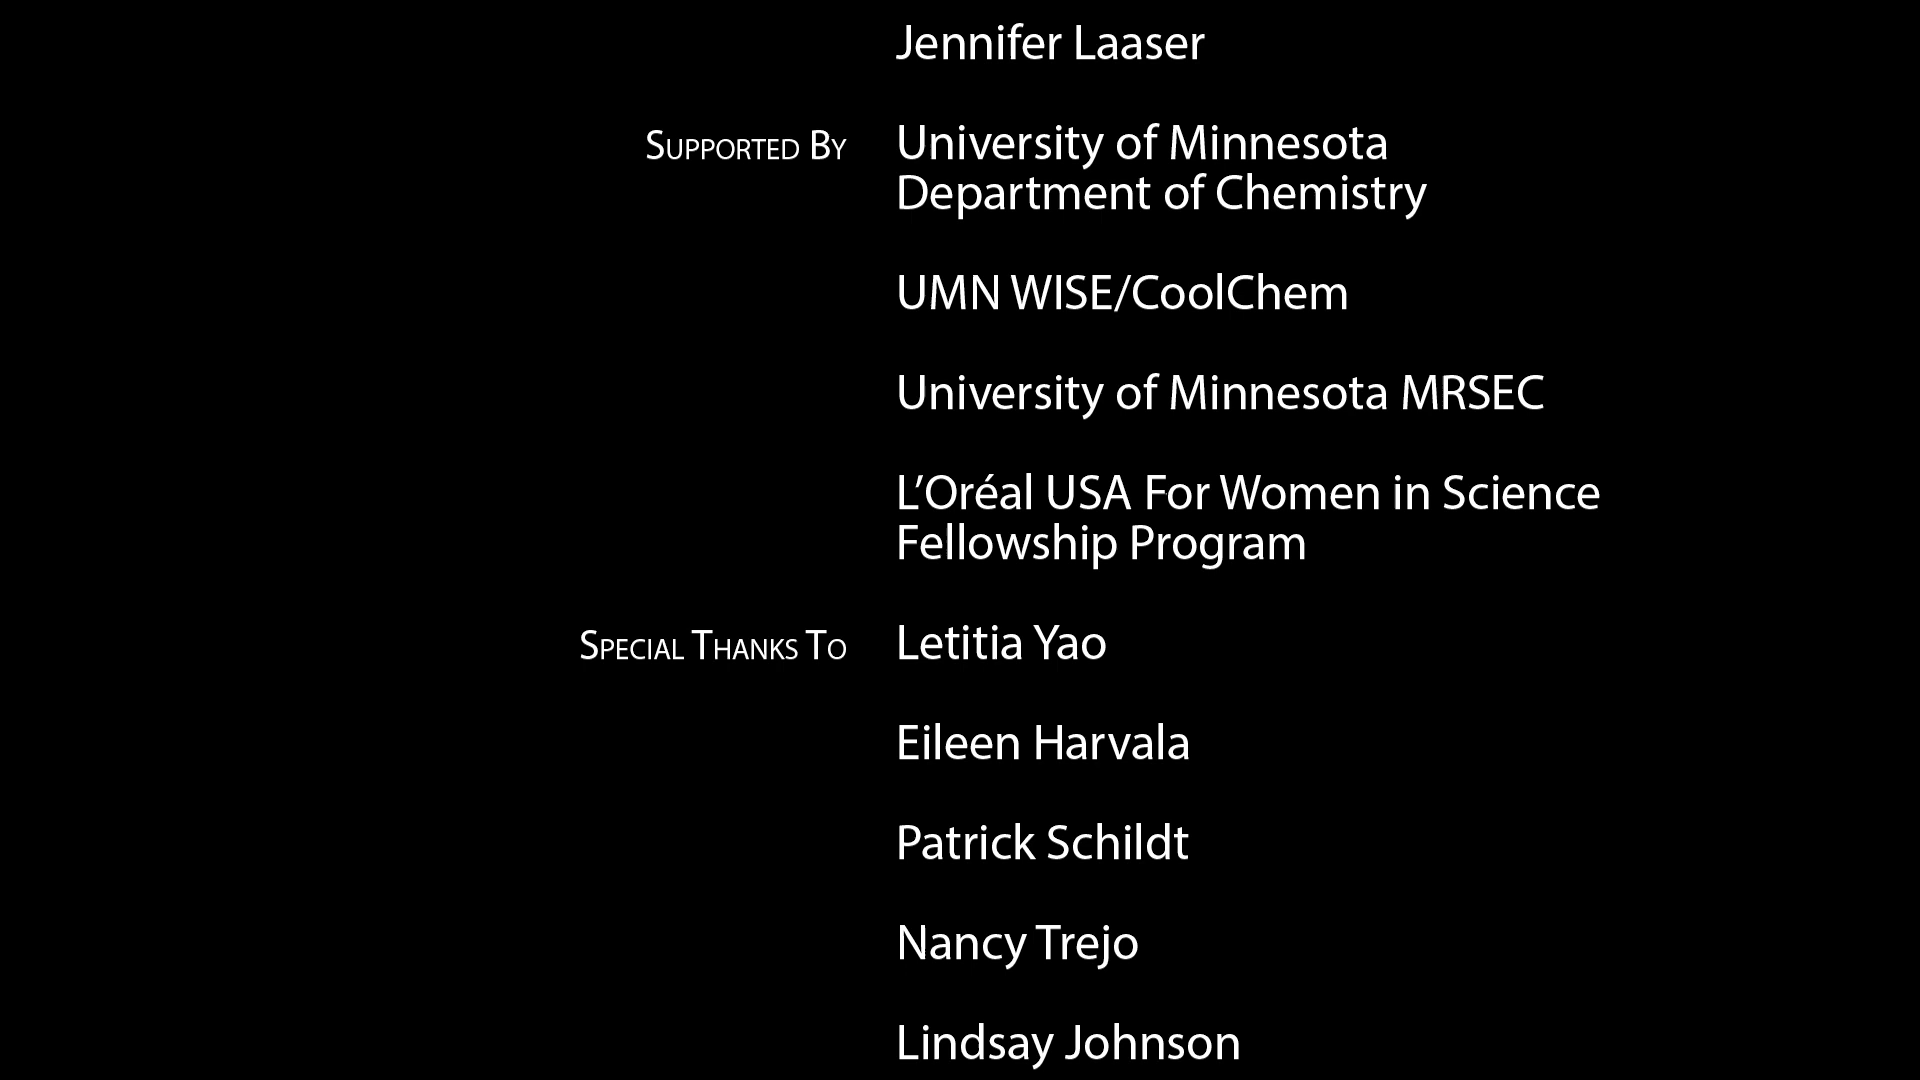 Jennifer Laaser
Supported By University of Minnesota
Department of Chemistry
UMN WISE/CoolChem
University of Minnesota MRSEC
L’Oréal USA For Women in Science
Fellowship Program
Special Thanks To Letitia Yao
Eileen Harvala
Patrick Schildt
Nancy Trejo
Lindsay Johnson